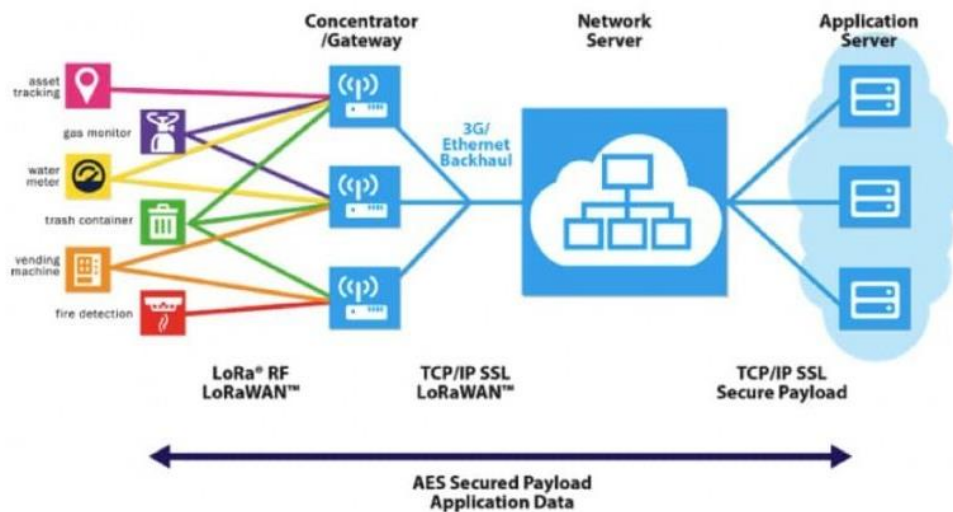 Concentrator
/Gateway
Network
Server
Application
Server
asset
tracking
gas monitor
water
meter
trash container
vending
machine
fire detection
3G/
Ethernet
Backhaul
LoRa® RF
LoRaWAN™
TCP/IP SSL
LoRaWAN™
TCP/IP SSL
Secure Payload
AES Secured Payload
Application Data